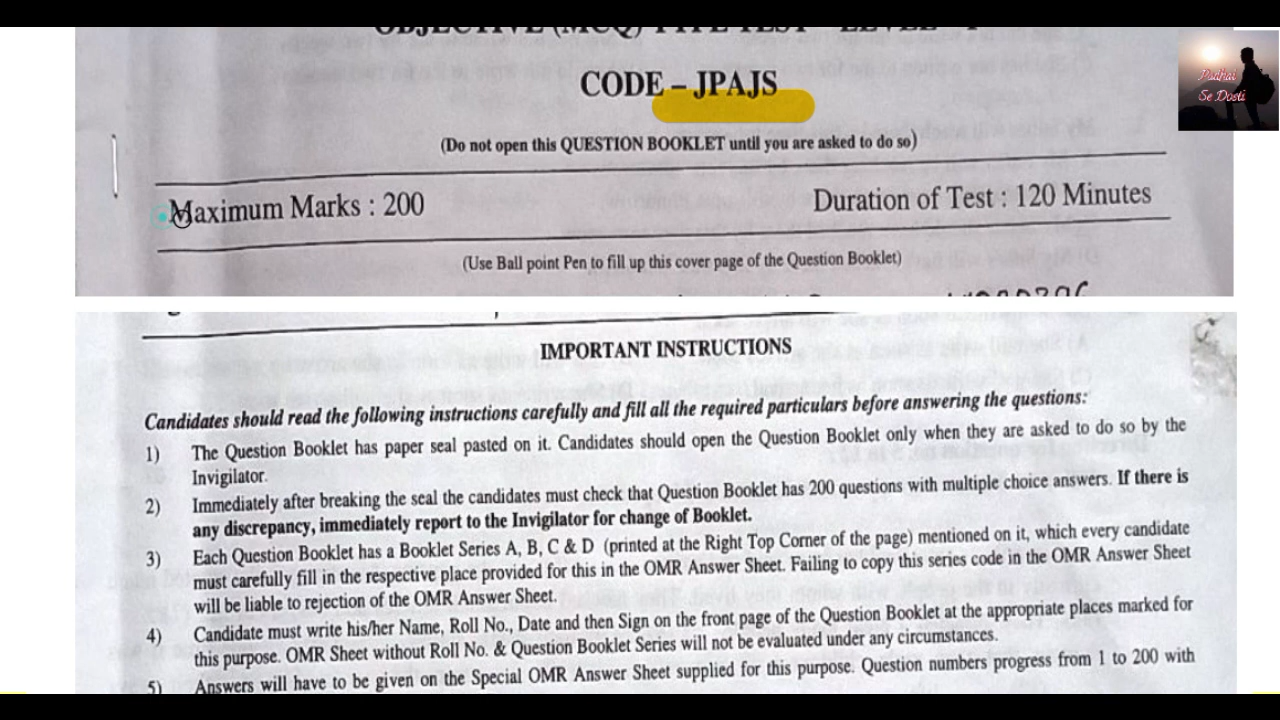 OBJECTIVE (MCQ) TYPE TEST
CODE – JPAJS
Padhai
Se Dosti
(Do not open this QUESTION BOOKLET until you are asked to do so)
Maximum Marks : 200 Duration of Test : 120 Minutes
(Use Ball point Pen to fill up this cover page of the Question Booklet)
IMPORTANT INSTRUCTIONS
Candidates should read the following instructions carefully and fill all the required particulars before answering the questions:
1) The Question Booklet has paper seal pasted on it. Candidates should open the Question Booklet only when they are asked to do so by the
Invigilator.
2) Immediately after breaking the seal the candidates must check that Question Booklet has 200 questions with multiple choice answers. If there is
any discrepancy, immediately report to the Invigilator for change of Booklet.
3) Each Question Booklet has a Booklet Series A, B, C & D (printed at the Right Top Corner of the page) mentioned on it, which every candidate
must carefully fill in the respective place provided for this in the OMR Answer Sheet. Failing to copy this series code in the OMR Answer Sheet
will be liable to rejection of the OMR Answer Sheet.
4) Candidate must write his/her Name, Roll No., Date and then Sign on the front page of the Question Booklet at the appropriate places marked for
this purpose. OMR Sheet without Roll No. & Question Booklet Series will not be evaluated under any circumstances.
5) Answers will have to be given on the Special OMR Answer Sheet supplied for this purpose. Question numbers progress from 1 to 200 with